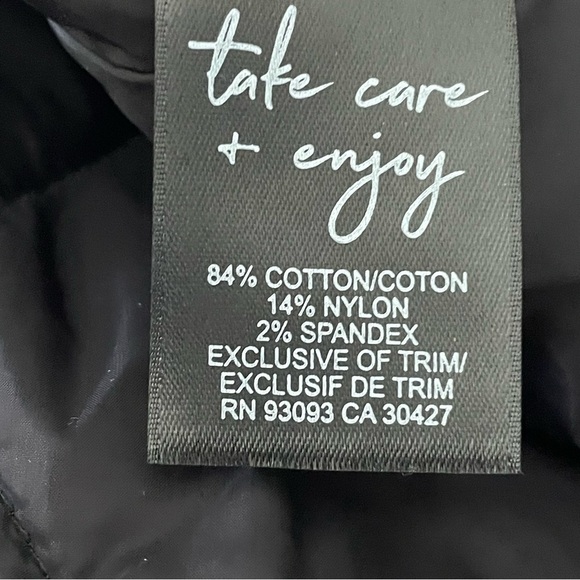 take care
+ enjoy
84% COTTON/COTON
14% NYLON
2% SPANDEX
EXCLUSIVE OF TRIM/
EXCLUSIF DE TRIM
RN 93093 CA 30427